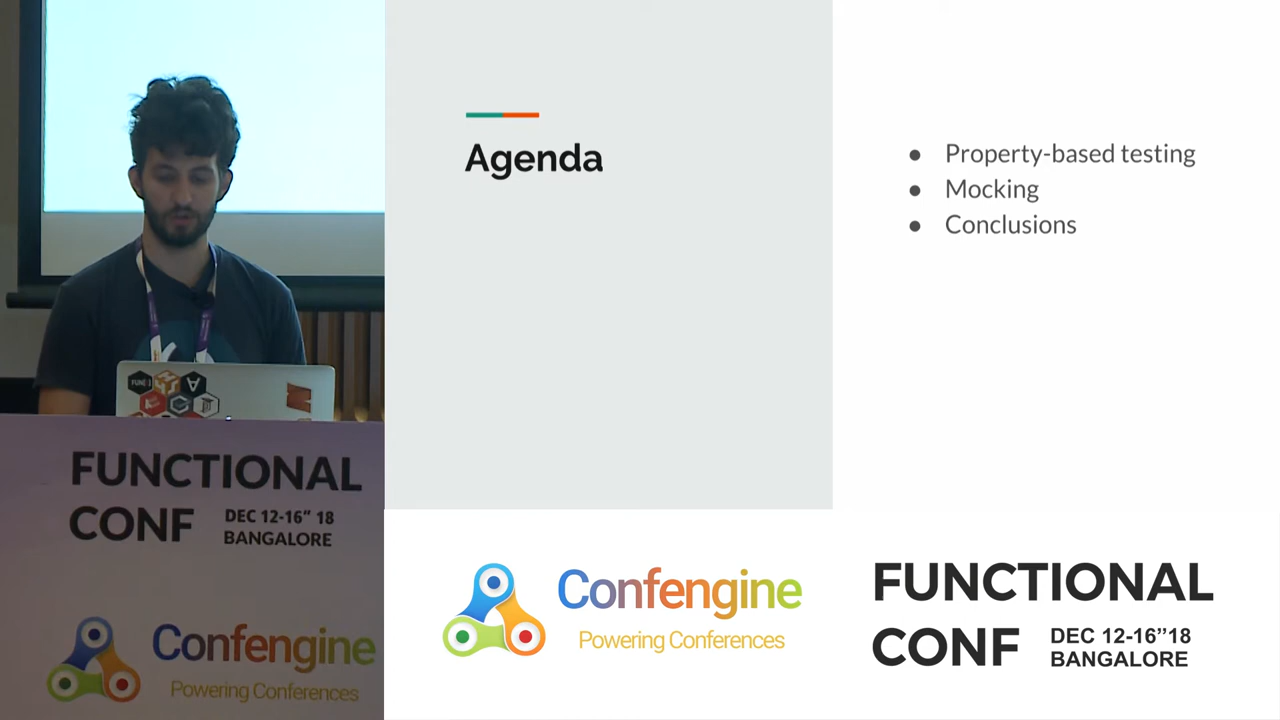 Agenda
● Property-based testing
● Mocking
● Conclusions
FUNCTIONAL
CONF DEC 12-16” 18
BANGALORE
Confengine
Powering Conferences
Confengine
Powering Conferences
FUNCTIONAL
CONF DEC 12-16”18
BANGALORE